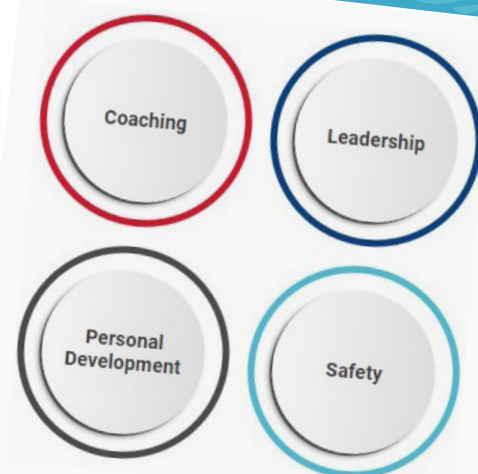 Coaching
Leadership
Personal
Development
Safety